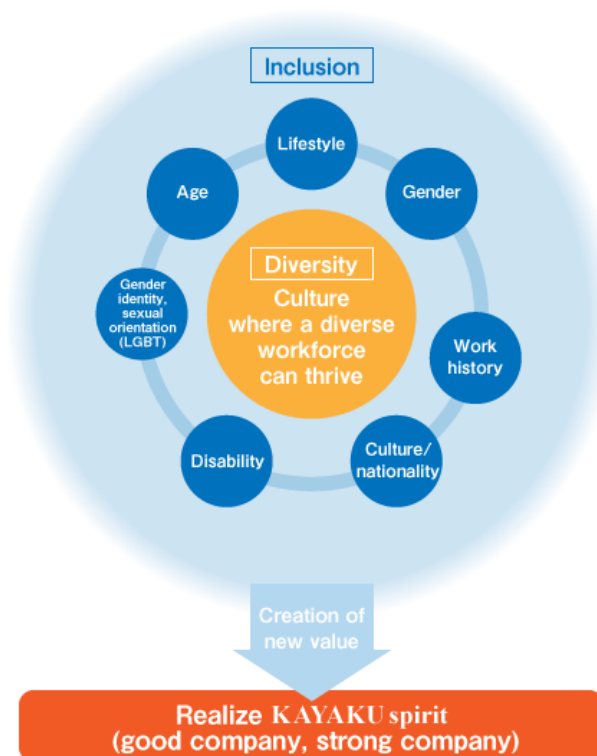 Inclusion
Lifestyle
Age
Gender
Diversity
Culture
where a diverse
workforce
can thrive
Gender
identity,
sexual
orientation
(LGBT)
Work
history
Disability
Culture/
nationality
Creation of
new value
Realize KAYAKU spirit
(good company, strong company)